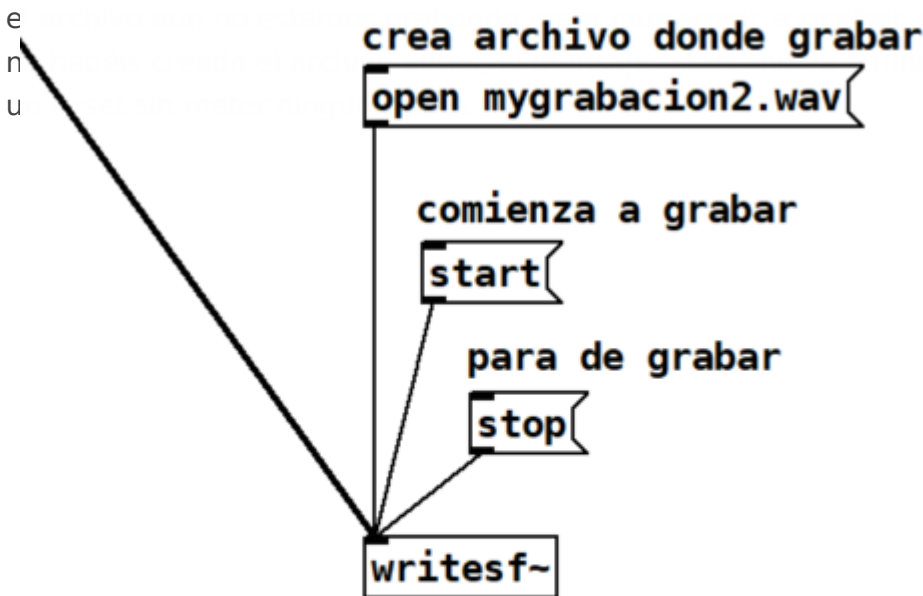 e
n
u
crea archivo donde grabar
open mygrabacion2.wav
comienza a grabar
start
para de grabar
stop
writesf~